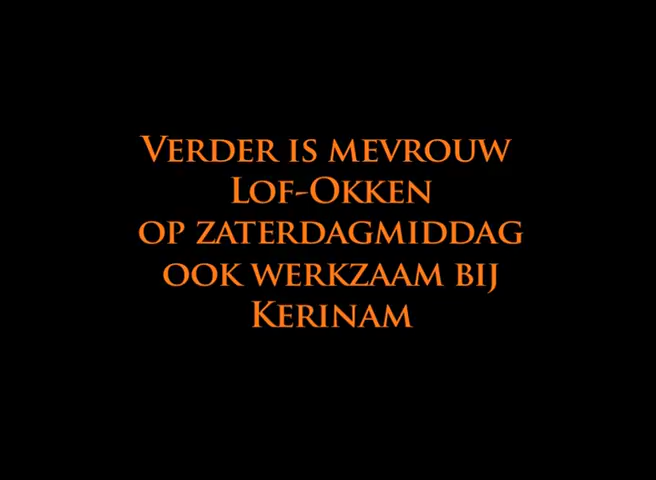 Verder is mevrouw
Lof-Okken
op zaterdagmiddag
ook werkzaam bij
Kerinam